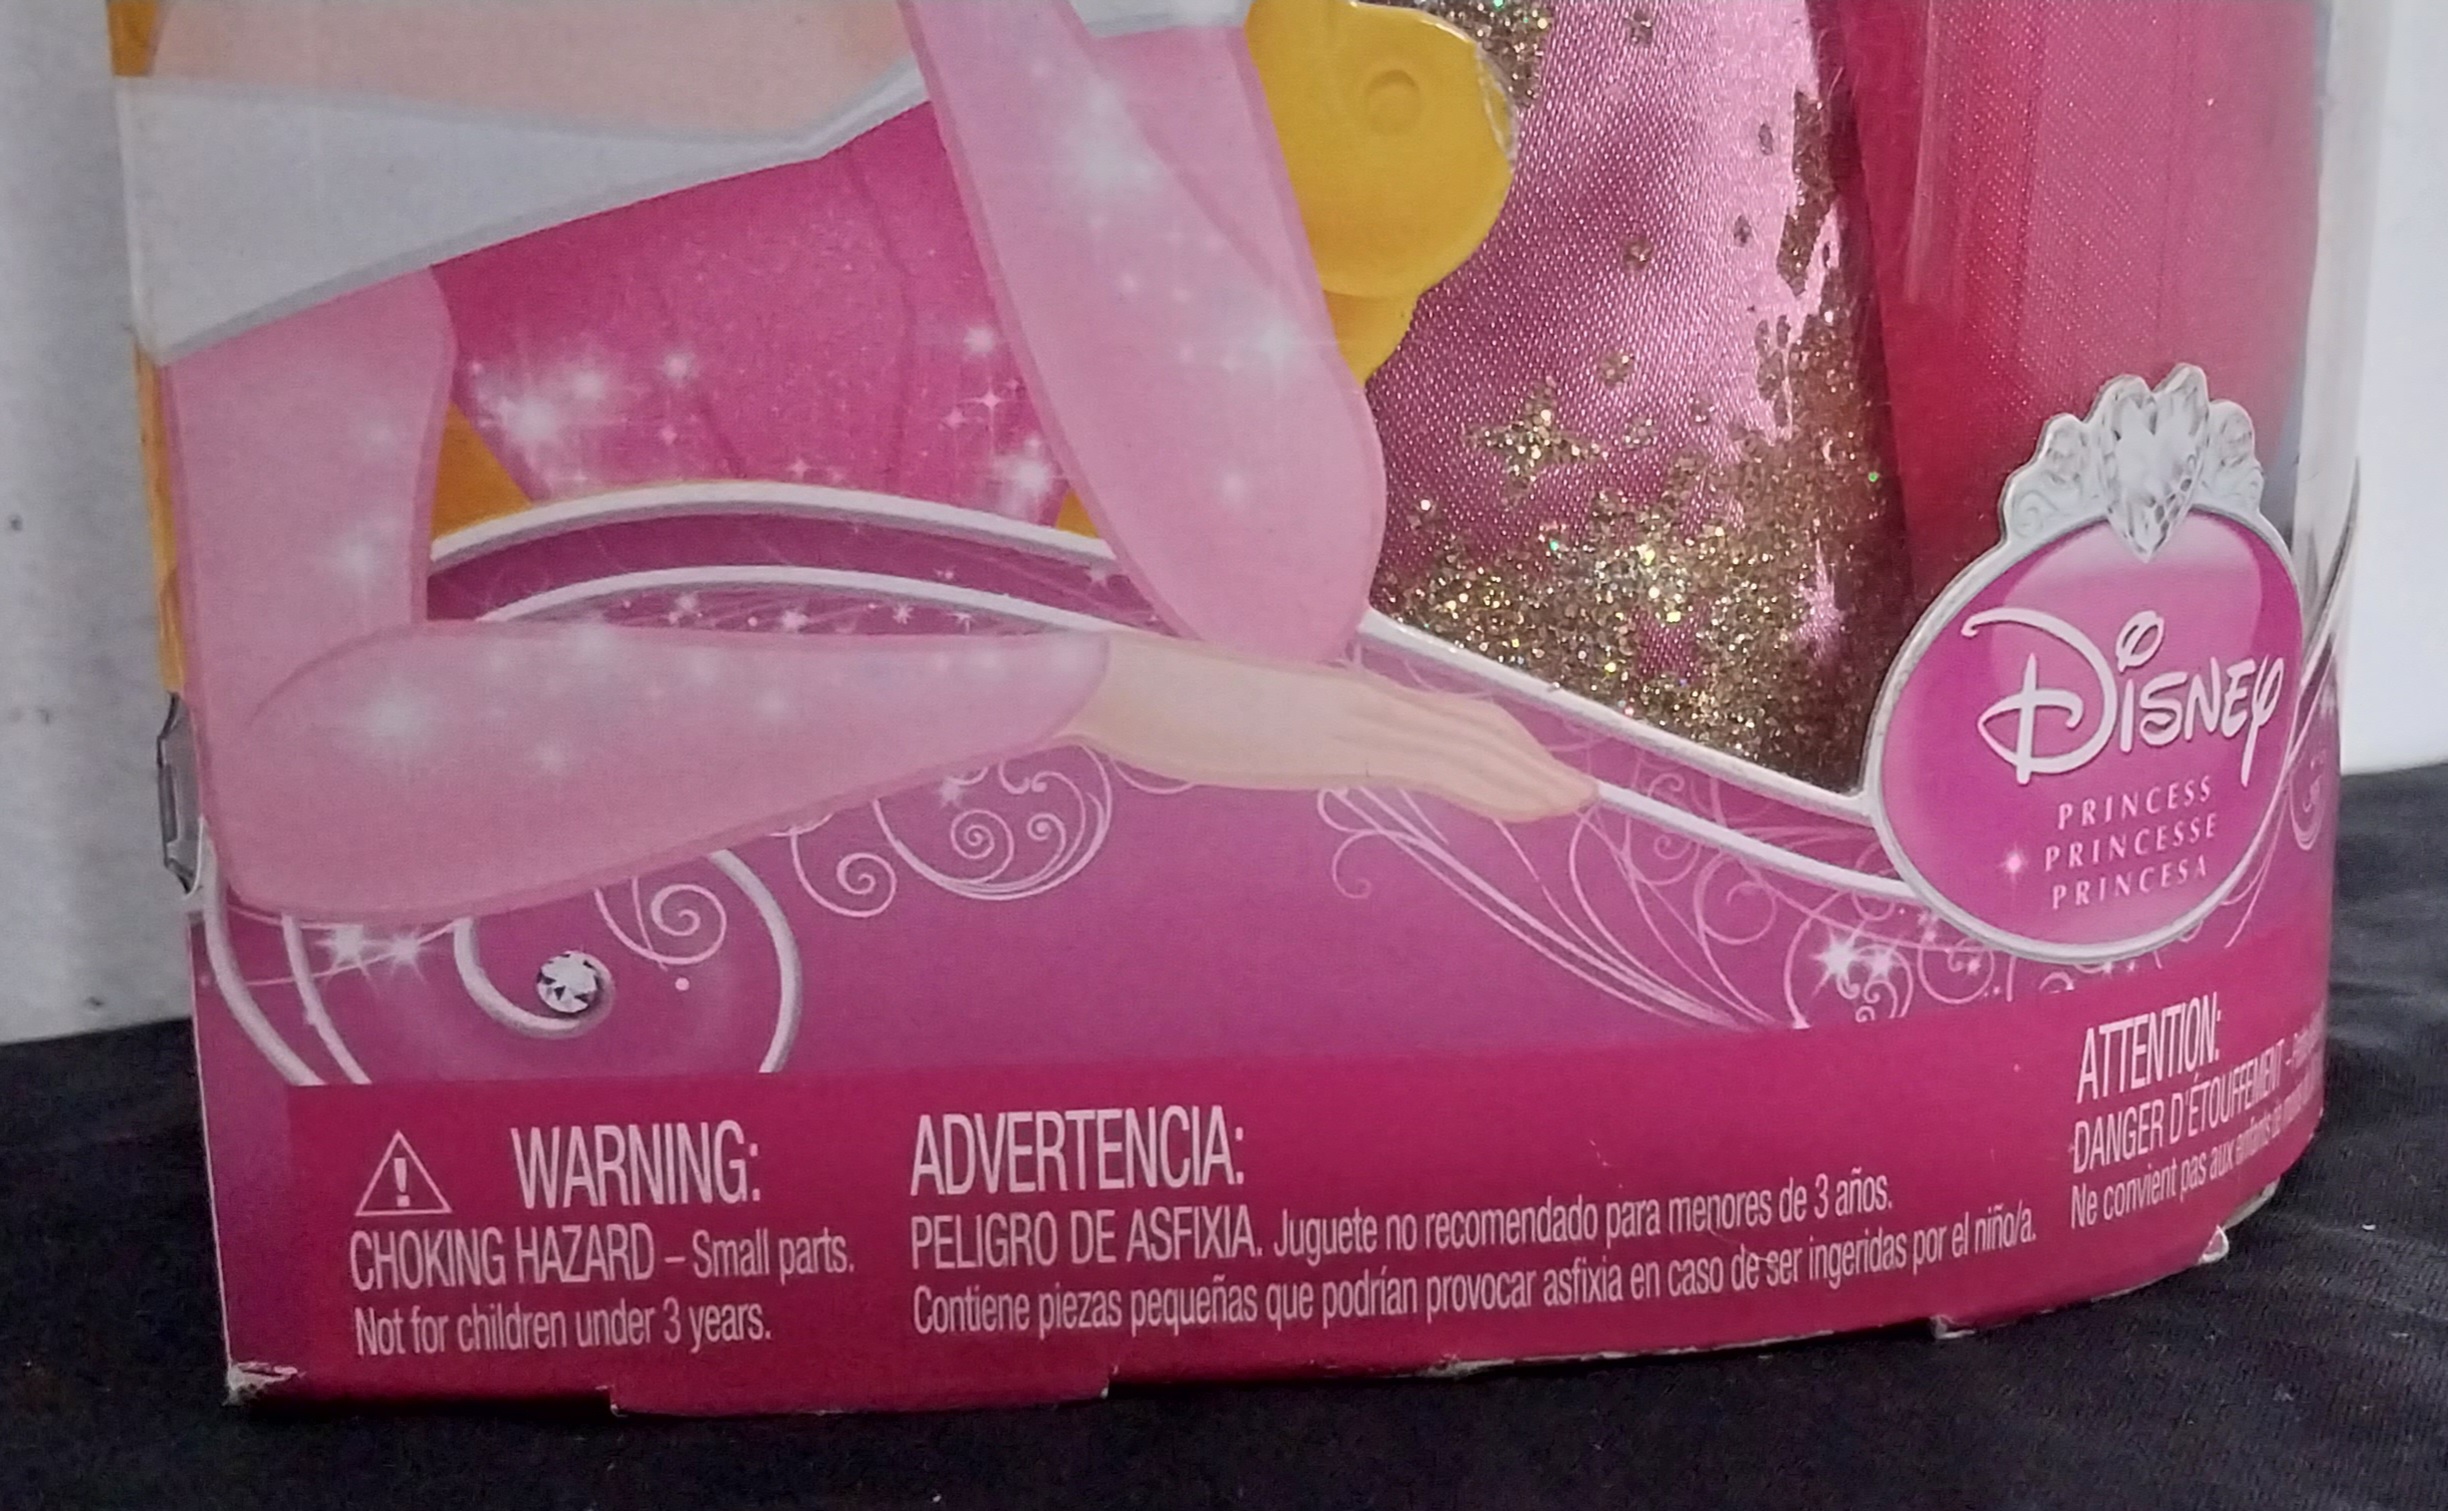 DISNEY
PRINCESS
PRINCESSE
PRINCESA
WARNING:
CHOKING HAZARD – Small parts.
Not for children under 3 years.
ADVERTENCIA:
PELIGRO DE ASFIXIA. Juguete no recomendado para menores de 3 años.
Contiene piezas pequeñas que podrían provocar asfixia en caso de ser ingeridas por el niño/a.
ATTENTION:
DANGER D'ÉTOUFFEMENT –
Ne convient pas aux enfants de